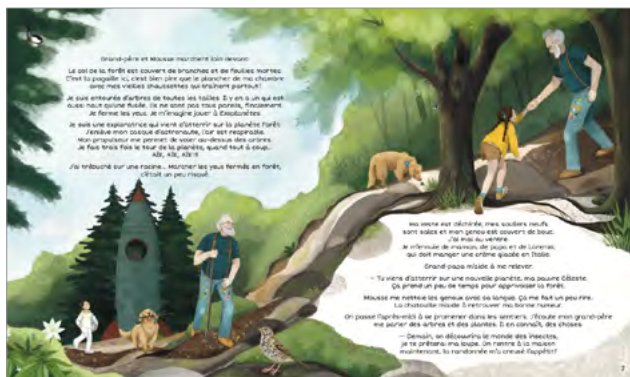 Grand-père et Mousse marchent loin devant.
Le sol de la forêt est couvert de branches et de feuilles mortes.
C'est la pagaille ici, c'est bien pire que le plancher de ma chambre
avec mes vieilles chaussettes qui traînent partout!
Je suis entourée d'arbres de toutes les tailles. Il y en a un qui est
aussi haut qu'une fusée. Ils ne sont pas tous pareils, finalement.
Je ferme les yeux. Je m'imagine jouer à Exoplanètes.
Je suis une exploratrice qui vient d'atterrir sur la planète Forêt.
J'enlève mon casque d'astronaute, l'air est respirable.
Mon propulseur me permet de voler au-dessus des arbres.
Je fais trois fois le tour de la planète, quand tout à coup…
Aïe, aïe, aïe!!
J'ai trébuché sur une racine… Marcher les yeux fermés en forêt,
c'était un peu risqué.
Ma veste est déchirée, mes souliers neufs
sont sales et mon genou est couvert de boue.
J'ai mal au ventre.
Je m'ennuie de maman, de papa et de Lorenzo,
qui doit manger une crème glacée en Italie.
Grand-papa m'aide à me relever.
– Tu viens d'atterrir sur une nouvelle planète, ma pauvre Céleste.
Ça prend un peu de temps pour apprivoiser la forêt.
Mousse me nettoie les genoux avec sa langue. Ça me fait un peu rire.
La chatouille m'aide à retrouver ma bonne humeur.
On passe l'après-midi à se promener dans les sentiers. J'écoute mon grand-père
me parler des arbres et des plantes. Il en connaît, des choses.
— Demain, on découvrira le monde des insectes,
je te prêterai ma loupe. On rentre à la maison
maintenant, la randonnée m'a creusé l'appétit!
7